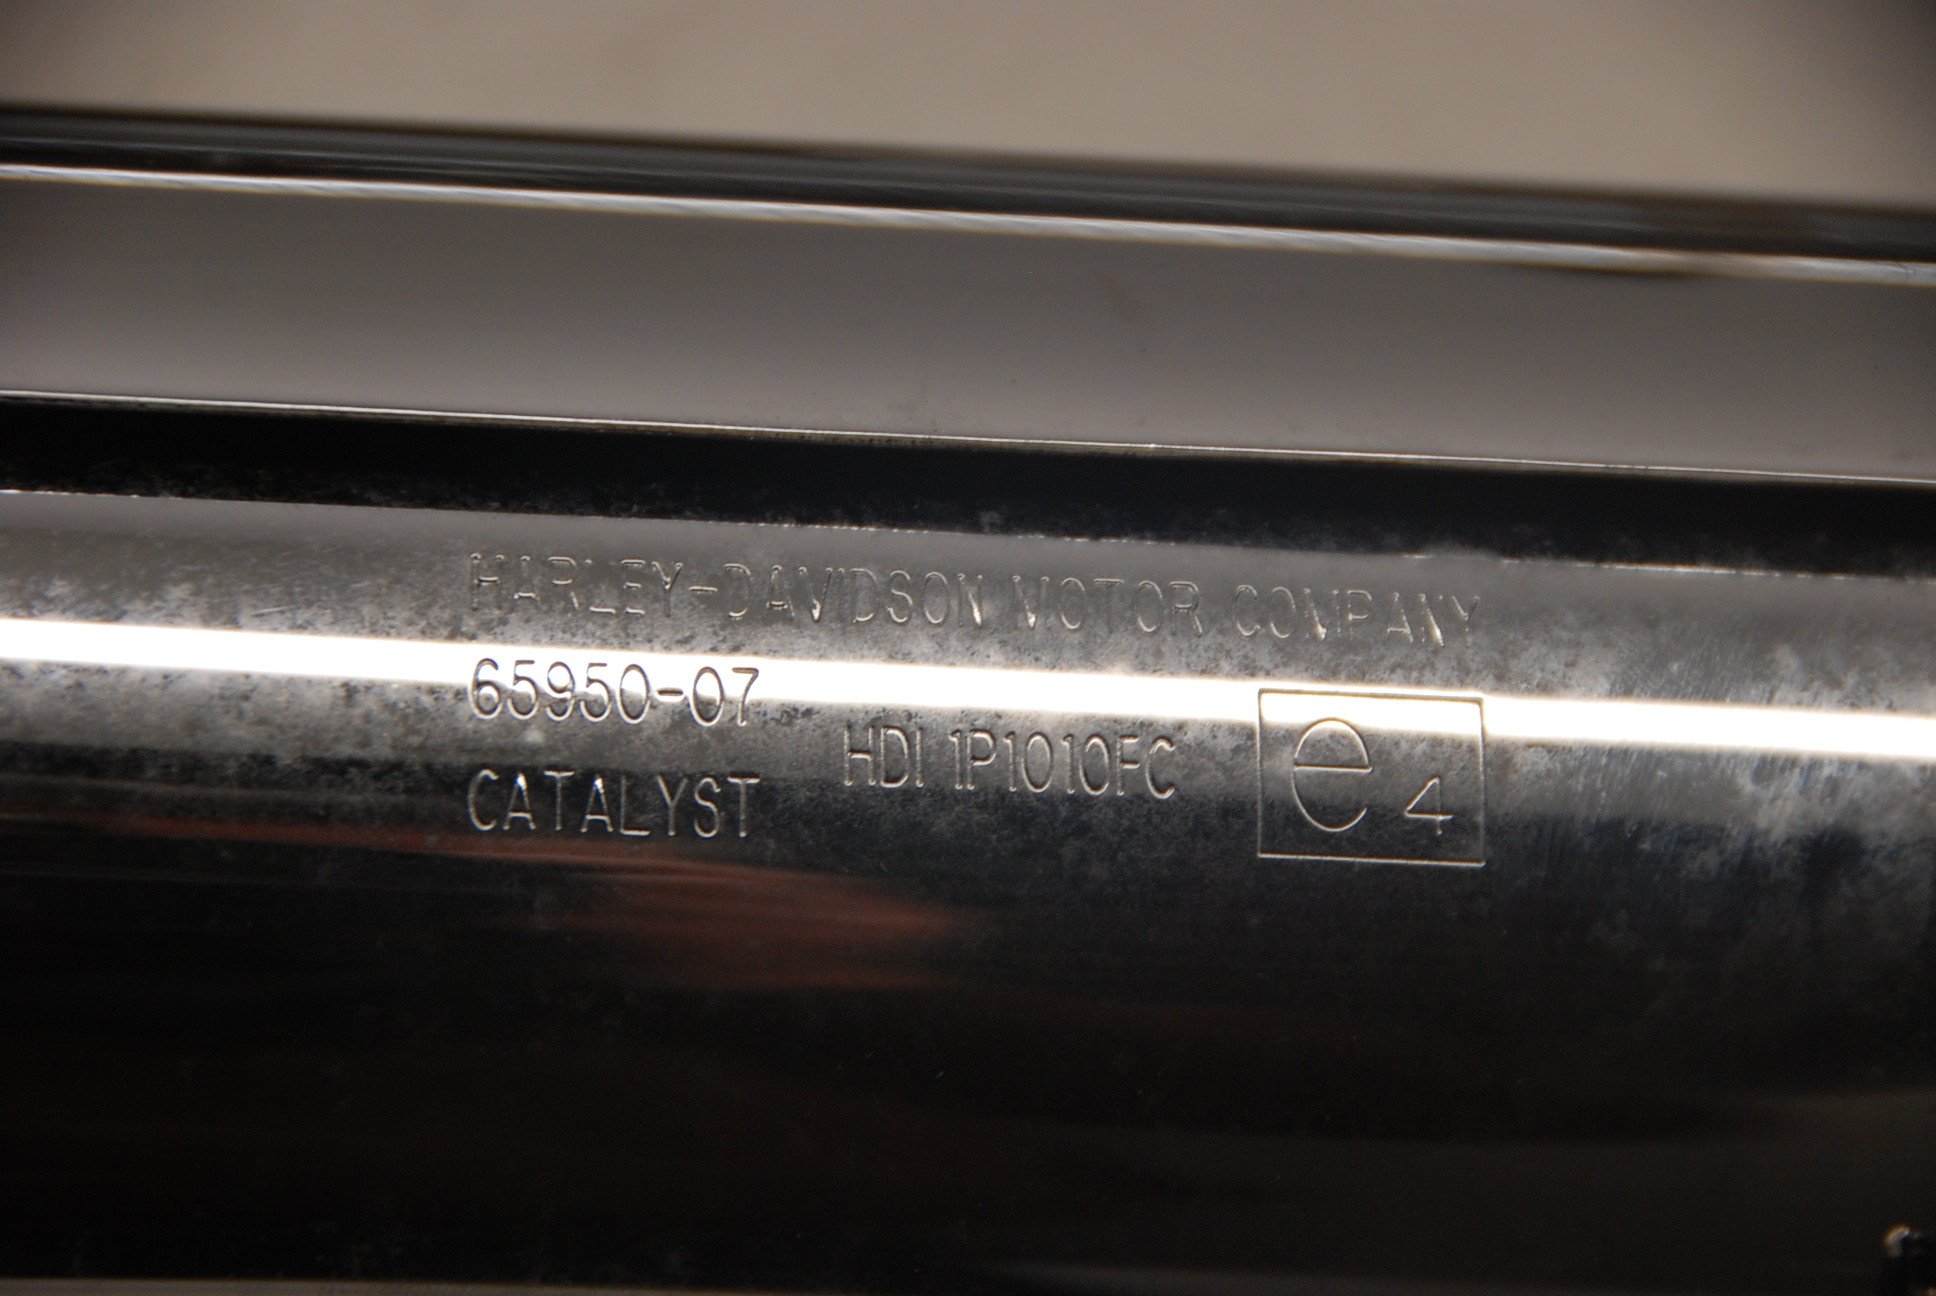 HARLEY-DAVIDSON MOTOR COMPANY
65950-07
HDI 1P1010FC
CATALYST
e4